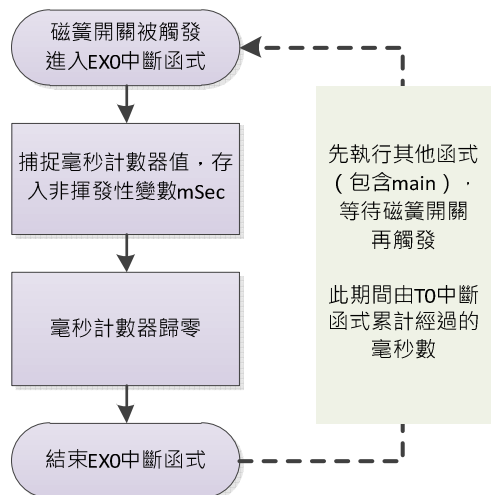 磁簧開關被觸發
進入EX0中斷函式
捕捉毫秒計數器值，存
入非揮發性變數mSec
毫秒計數器歸零
結束EX0中斷函式
先執行其他函式
（包含main），
等待磁簧開關
再觸發
此期間由T0中斷
函式累計經過的
毫秒數